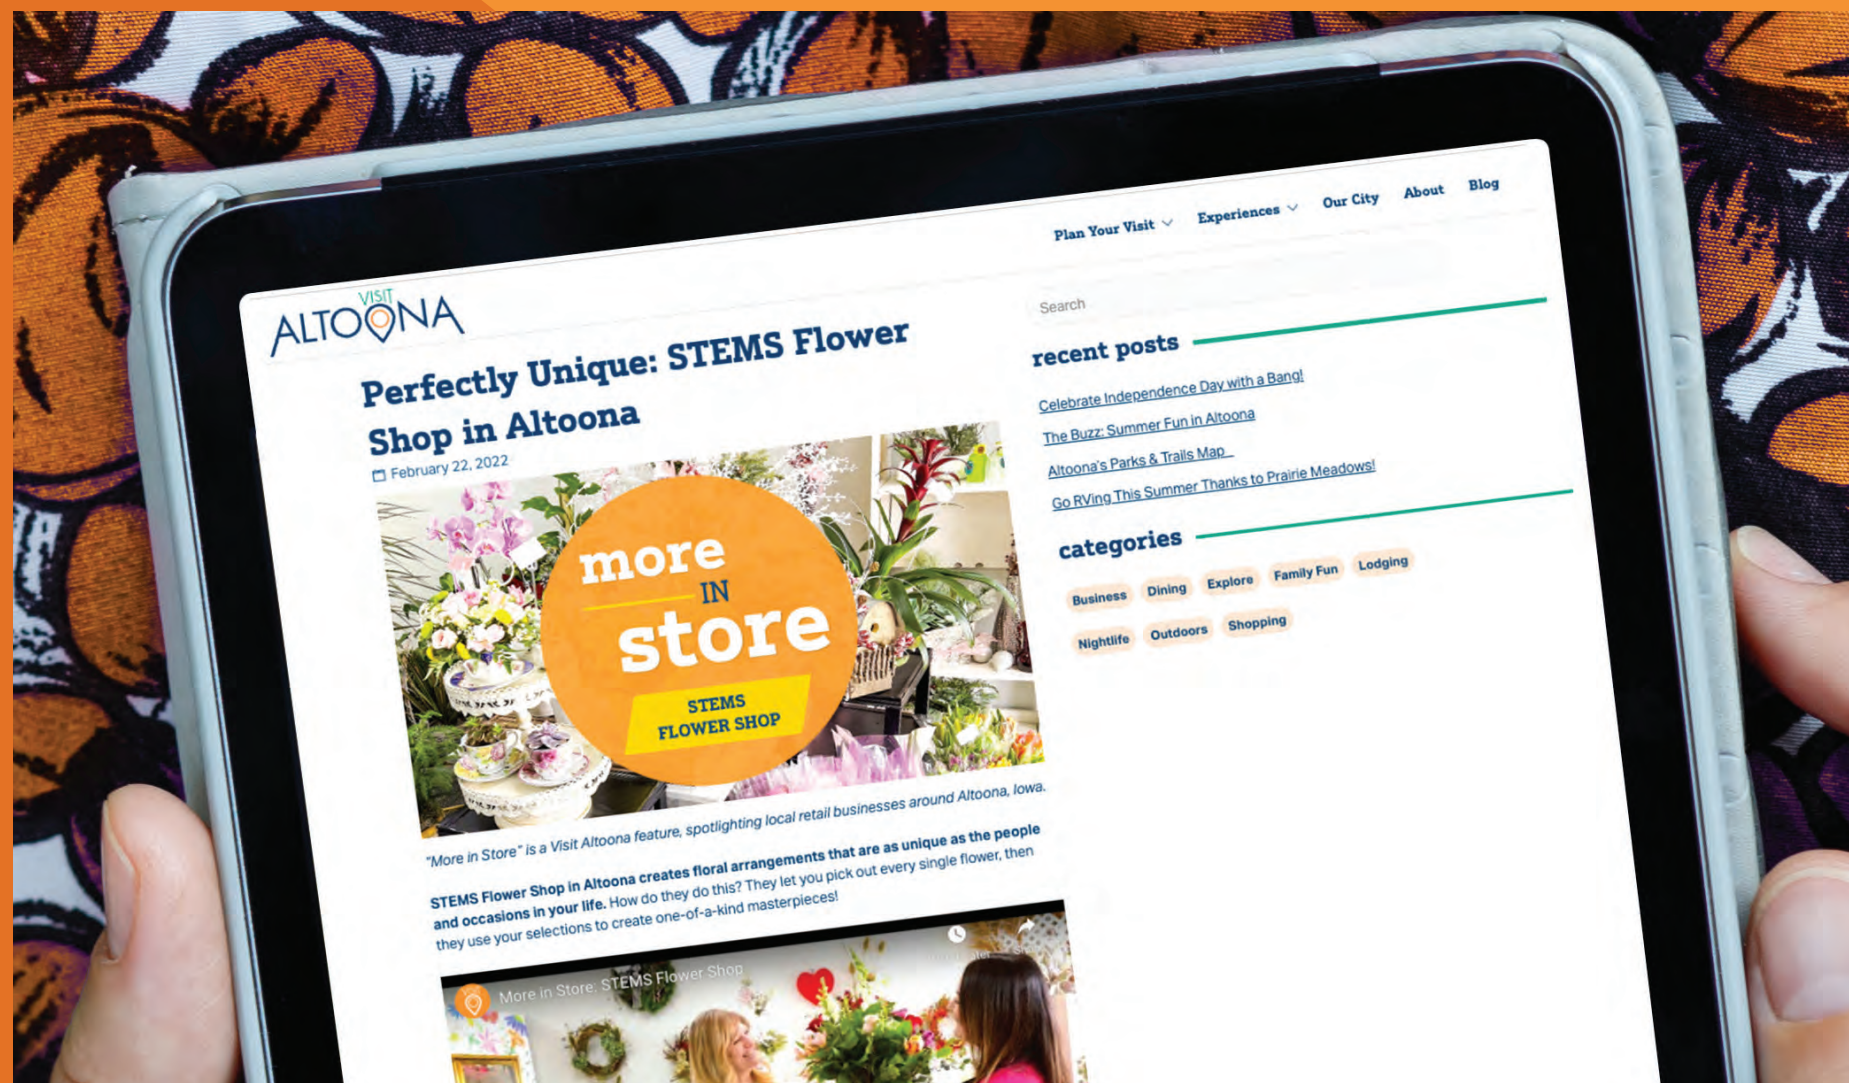 Plan Your Visit
Experiences
Our City
About
Blog
VISIT
ALTOONA
Perfectly Unique: STEMS Flower
Shop in Altoona
February 22, 2022
more
IN
store
STEMS
FLOWER SHOP
"More in Store" is a Visit Altoona feature, spotlighting local retail businesses around Altoona, Iowa.
STEMS Flower Shop in Altoona creates floral arrangements that are as unique as the people
and occasions in your life. How do they do this? They let you pick out every single flower, then
they use your selections to create one-of-a-kind masterpieces!
More in Store: STEMS Flower Shop
Search
recent posts
Celebrate Independence Day with a Bang!
The Buzz: Summer Fun in Altoona
Altoona's Parks & Trails Map
Go RVing This Summer Thanks to Prairie Meadows!
categories
Business Dining Explore Family Fun Lodging
Nightlife Outdoors Shopping